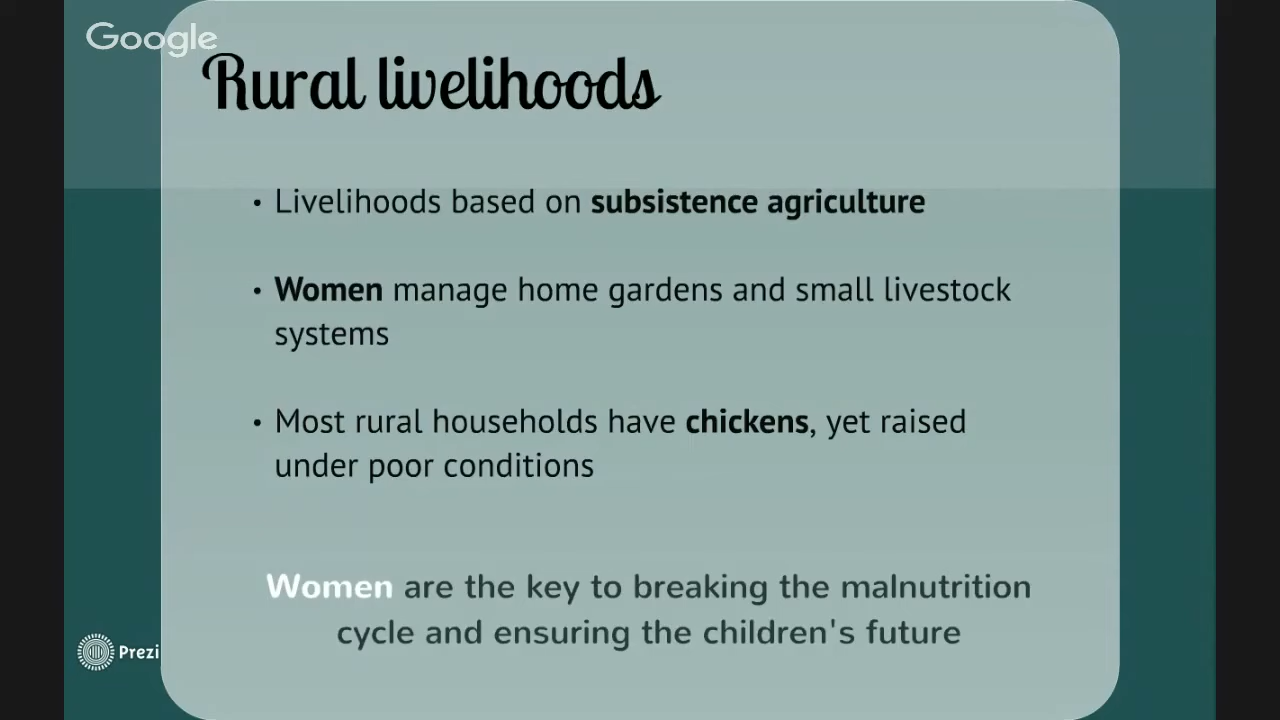 Google
Rural livelihoods
• Livelihoods based on subsistence agriculture
• Women manage home gardens and small livestock
systems
• Most rural households have chickens, yet raised
under poor conditions
Women are the key to breaking the malnutrition
cycle and ensuring the children's future
Prezi